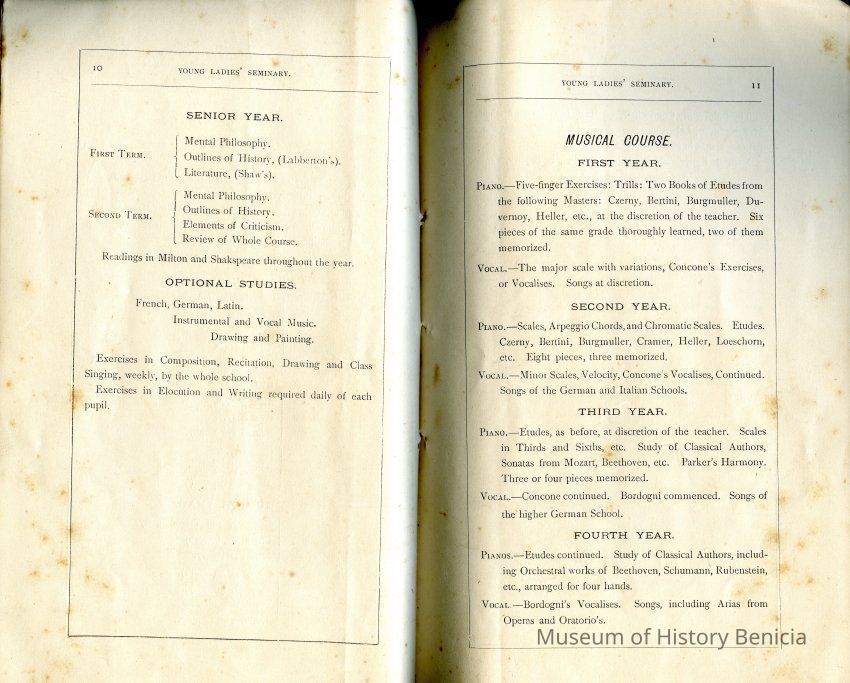 10
YOUNG LADIES' SEMINARY.
SENIOR YEAR.
FIRST TERM.
Mental Philosophy.
Outlines of History, (Labberton's).
Literature, (Shaw's).
SECOND TERM.
Mental Philosophy.
Outlines of History.
Elements of Criticism.
Review of Whole Course.
Readings in Milton and Shakspeare throughout the year.
OPTIONAL STUDIES.
French, German, Latin.
Instrumental and Vocal Music.
Drawing and Painting.
Exercises in Composition, Recitation, Drawing and Class
Singing, weekly, by the whole school.
Exercises in Elocution and Writing required daily of each
pupil.
YOUNG LADIES' SEMINARY.
11
MUSICAL COURSE.
FIRST YEAR.
PIANO.—Five-finger Exercises: Trills: Two Books of Etudes from
the following Masters: Czerny, Bertini, Burgmuller, Du-
vernoy, Heller, etc., at the discretion of the teacher. Six
pieces of the same grade thoroughly learned, two of them
memorized.
VOCAL.—The major scale with variations, Concone's Exercises,
or Vocalises. Songs at discretion.
SECOND YEAR.
PIANO.—Scales, Arpeggio Chords, and Chromatic Scales. Etudes.
Czerny, Bertini, Burgmuller, Cramer, Heller, Loeschorn,
etc. Eight pieces, three memorized.
VOCAL.—Minor Scales, Velocity, Concone's Vocalises, Continued.
Songs of the German and Italian Schools.
THIRD YEAR.
PIANO.—Etudes, as before, at discretion of the teacher. Scales
in Thirds and Sixths, etc. Study of Classical Authors,
Sonatas from Mozart, Beethoven, etc. Parker's Harmony.
Three or four pieces memorized.
VOCAL.—Concone continued. Bordogni commenced. Songs of
the higher German School.
FOURTH YEAR.
PIANOS.—Etudes continued. Study of Classical Authors, includ-
ing Orchestral works of Beethoven, Schumann, Rubenstein,
etc., arranged for four hands.
VOCAL.—Bordogni's Vocalises. Songs, including Arias from
Operas and Oratorio's.
Museum of History Benicia